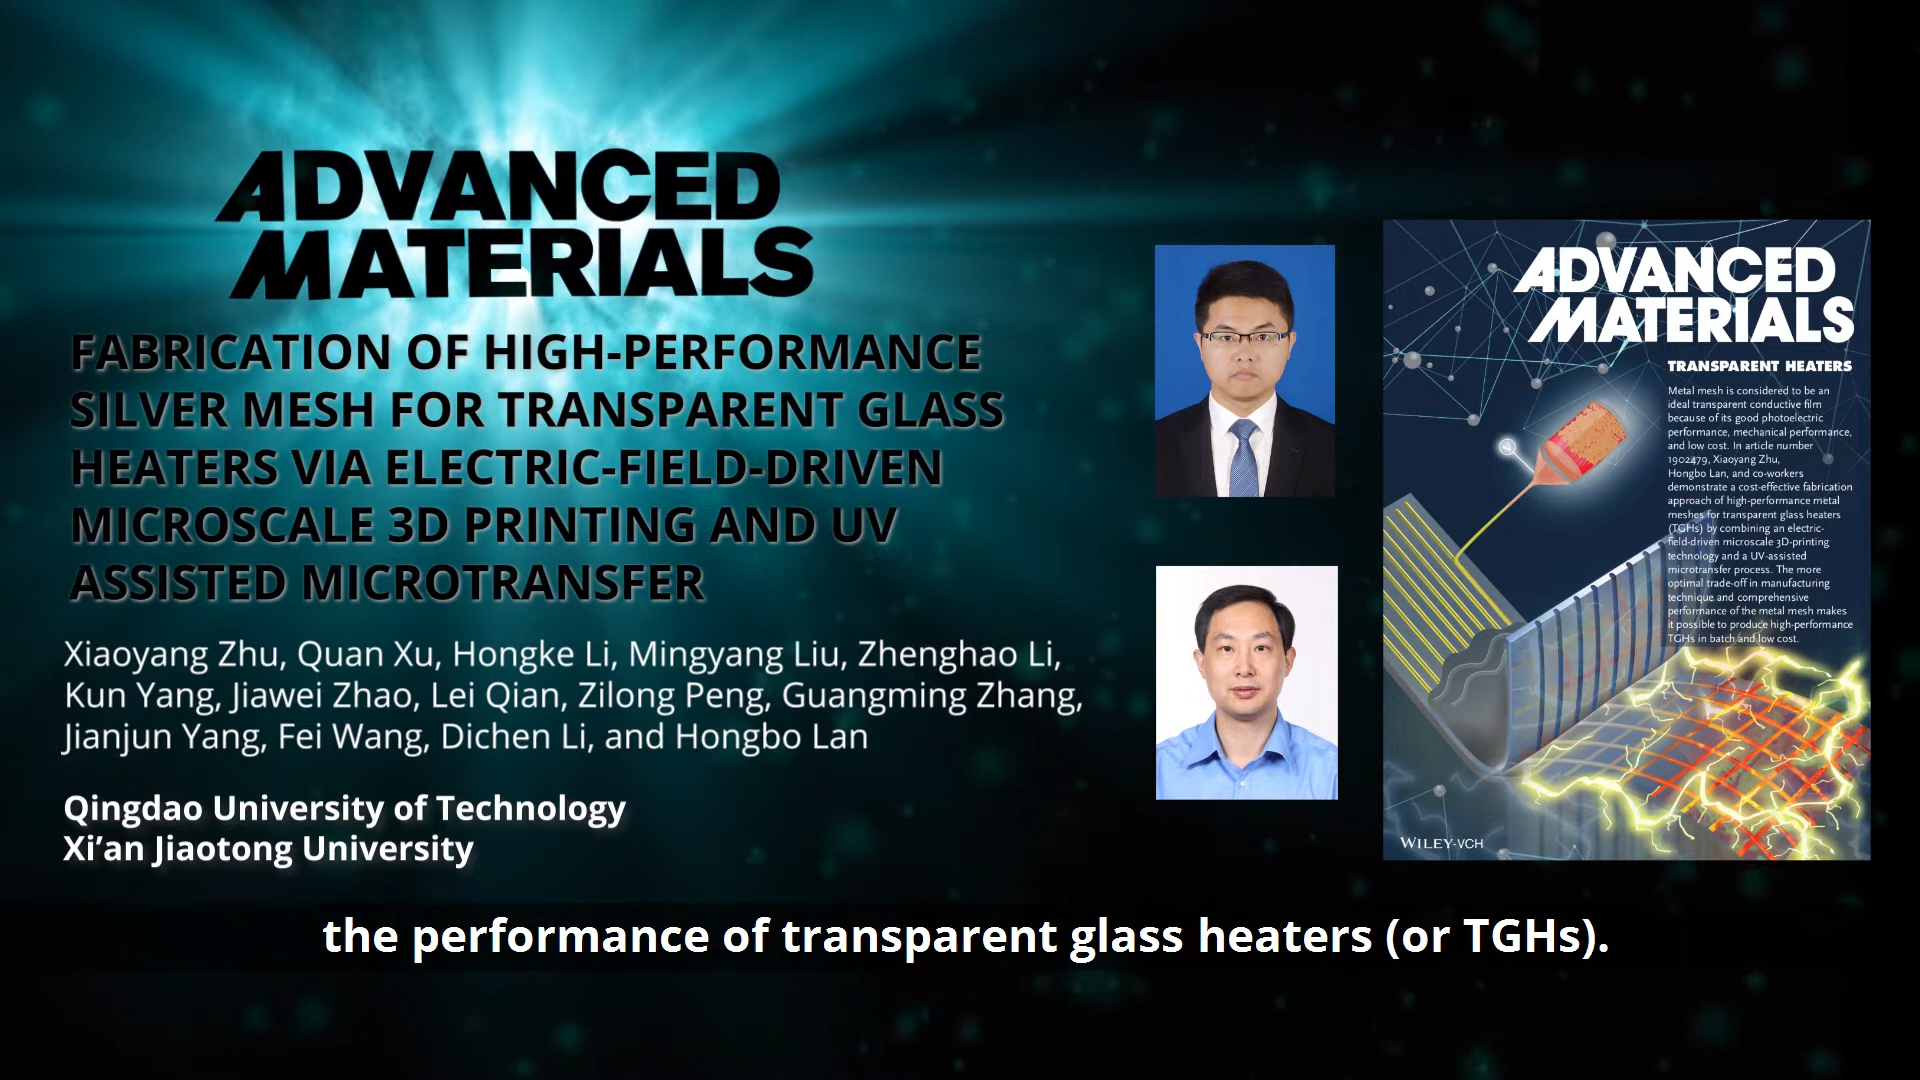 ADVANCED
MATERIALS
FABRICATION OF HIGH-PERFORMANCE
SILVER MESH FOR TRANSPARENT GLASS
HEATERS VIA ELECTRIC-FIELD-DRIVEN
MICROSCALE 3D PRINTING AND UV
ASSISTED MICROTRANSFER
Xiaoyang Zhu, Quan Xu, Hongke Li, Mingyang Liu, Zhenghao Li,
Kun Yang, Jiawei Zhao, Lei Qian, Zilong Peng, Guangming Zhang,
Jianjun Yang, Fei Wang, Dichen Li, and Hongbo Lan
Qingdao University of Technology
Xi’an Jiaotong University
ADVANCED
MATERIALS
TRANSPARENT HEATERS
Metal mesh is considered to be an
ideal transparent conductive film
because of its good photoelectric
performance, mechanical performance,
and low cost. In article number
1902479, Xiaoyang Zhu,
Hongbo Lan, and co-workers
demonstrate a cost-effective fabrication
approach of high-performance metal
meshes for transparent glass heaters
(TGHs) by combining an electric-
field-driven microscale 3D-printing
technology and a UV-assisted
microtransfer process. The more
optimal trade-off in manufacturing
technique and comprehensive
performance of the metal mesh makes
it possible to produce high-performance
TGHs in batch and low cost.
V
WILEY-VCH
the performance of transparent glass heaters (or TGHs).